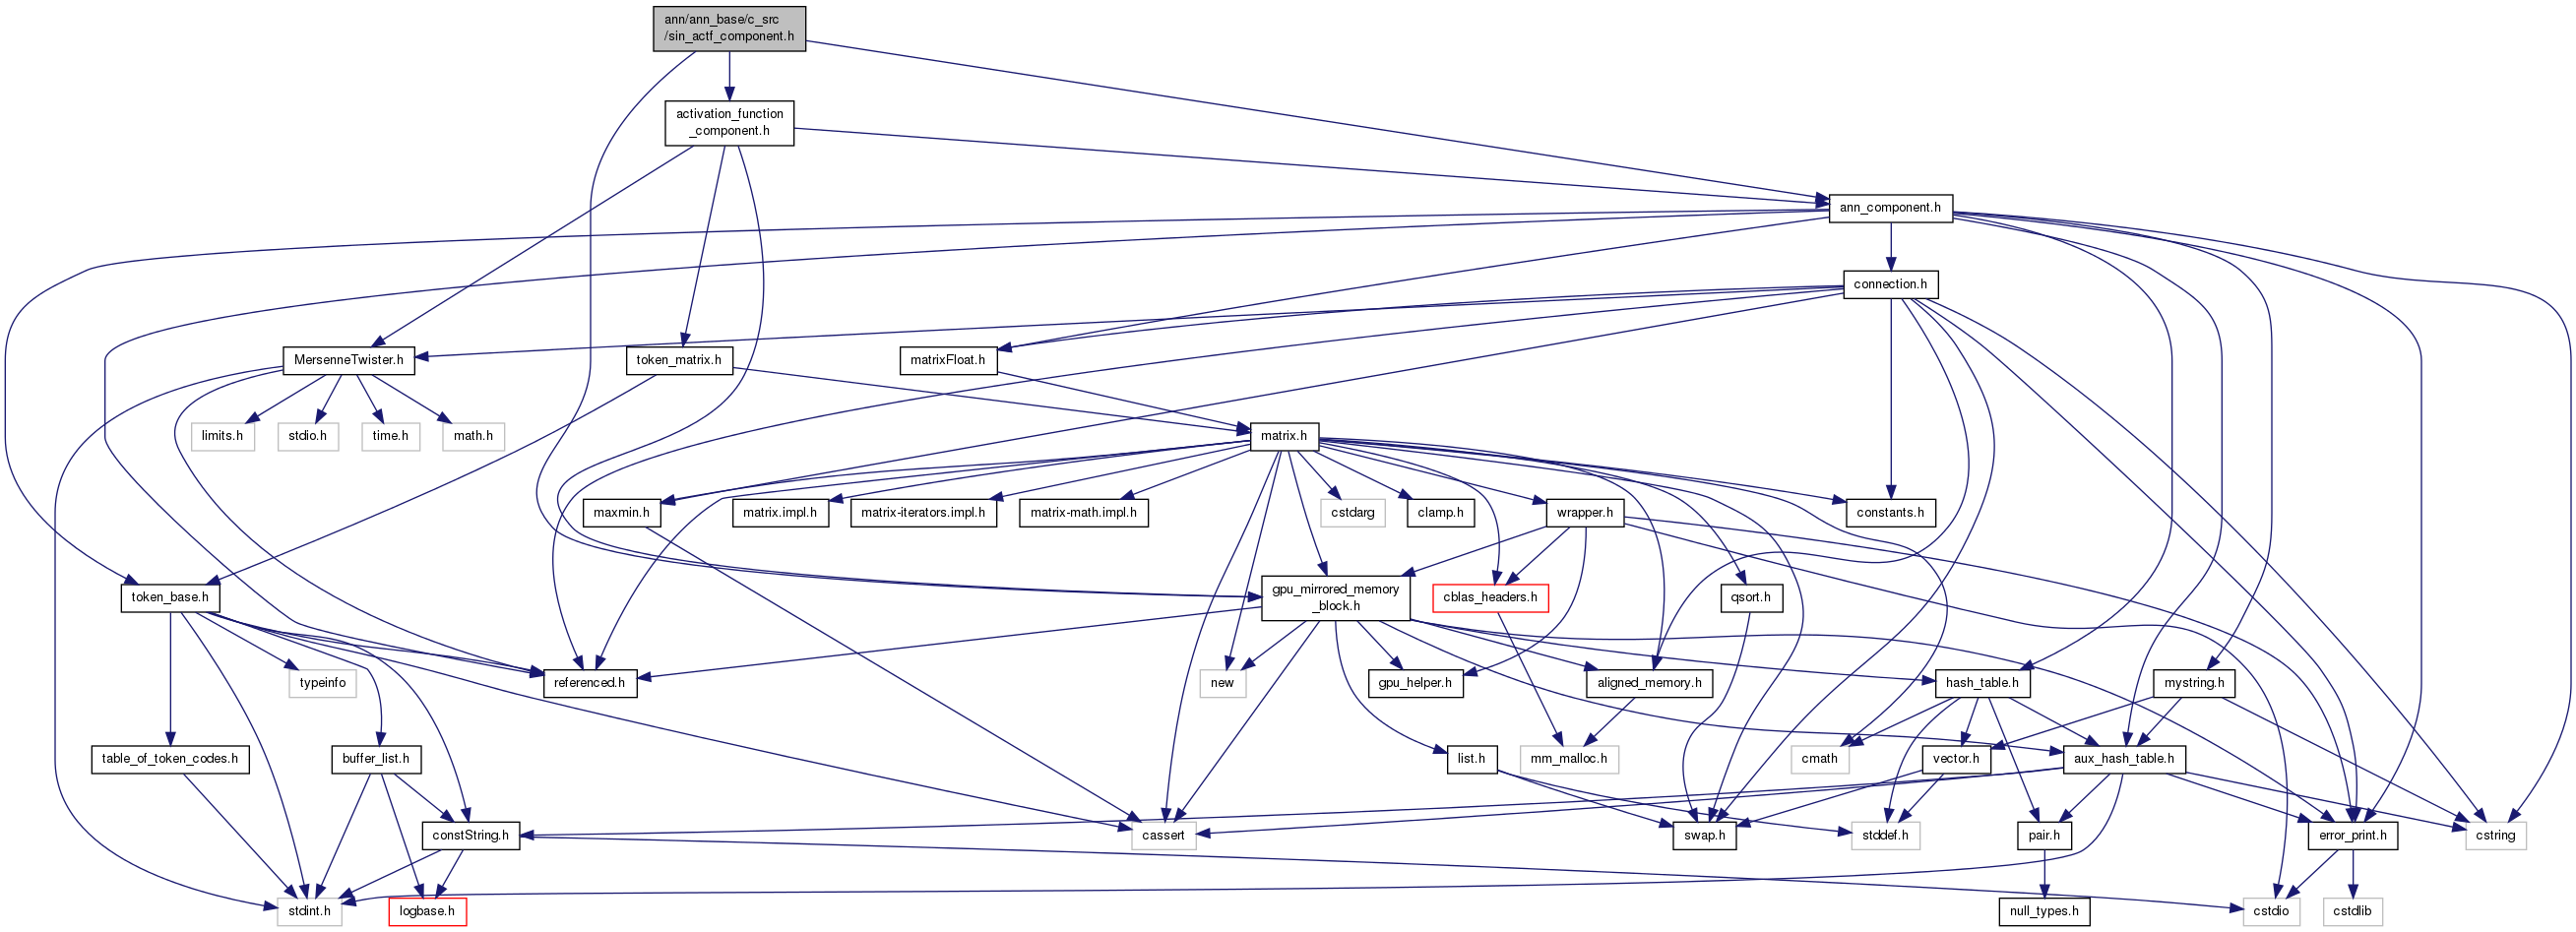 ann/ann_base/c_src
/sin_actf_component.h
activation_function
_component.h
ann_component.h
connection.h
MersenneTwister.h
token_matrix.h
matrixFloat.h
limits.h
stdio.h
time.h
math.h
matrix.h
maxmin.h
matrix.impl.h
matrix-iterators.impl.h
matrix-math.impl.h
cstdarg
clamp.h
wrapper.h
constants.h
token_base.h
gpu_mirrored_memory
_block.h
cblas_headers.h
qsort.h
typeinfo
referenced.h
new
gpu_helper.h
aligned_memory.h
hash_table.h
mystring.h
table_of_token_codes.h
buffer_list.h
list.h
mm_malloc.h
cmath
vector.h
aux_hash_table.h
constString.h
cassert
swap.h
stddef.h
pair.h
error_print.h
cstring
stdint.h
logbase.h
null_types.h
cstdio
cstdlib